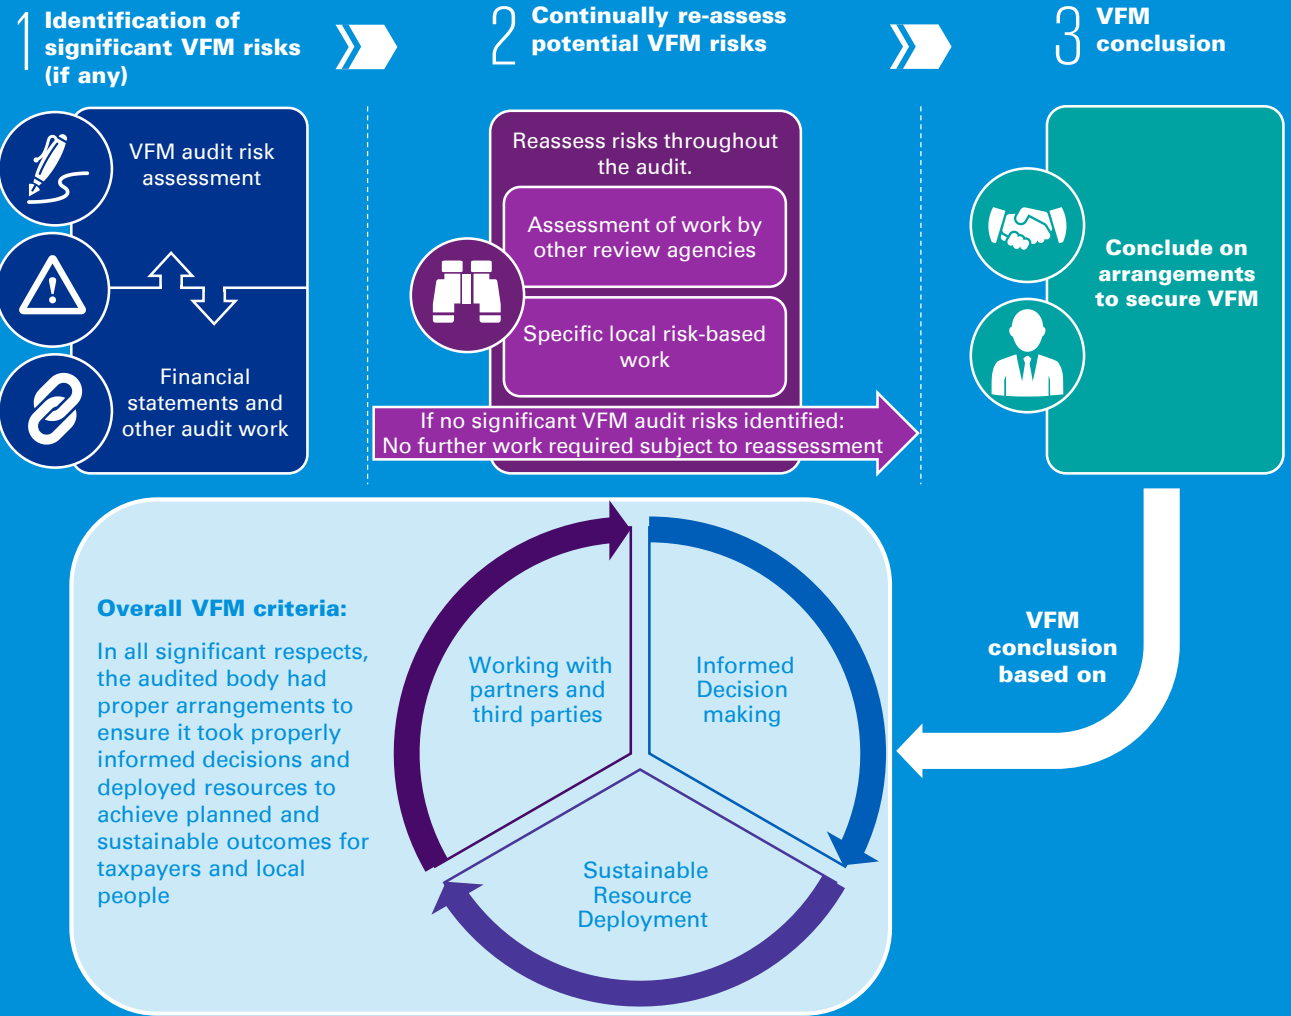 1 Identification of
significant VFM risks
(if any)
2 Continually re-assess
potential VFM risks
3 VFM
conclusion
VFM audit risk
assessment
Financial
statements and
other audit work
Reassess risks throughout
the audit.
Assessment of work by
other review agencies
Specific local risk-based
work
If no significant VFM audit risks identified:
No further work required subject to reassessment
Conclude on
arrangements
to secure VFM
VFM
conclusion
based on
Overall VFM criteria:
In all significant respects,
the audited body had
proper arrangements to
ensure it took properly
informed decisions and
deployed resources to
achieve planned and
sustainable outcomes for
taxpayers and local
people
Working with
partners and
third parties
Informed
Decision
making
Sustainable
Resource
Deployment